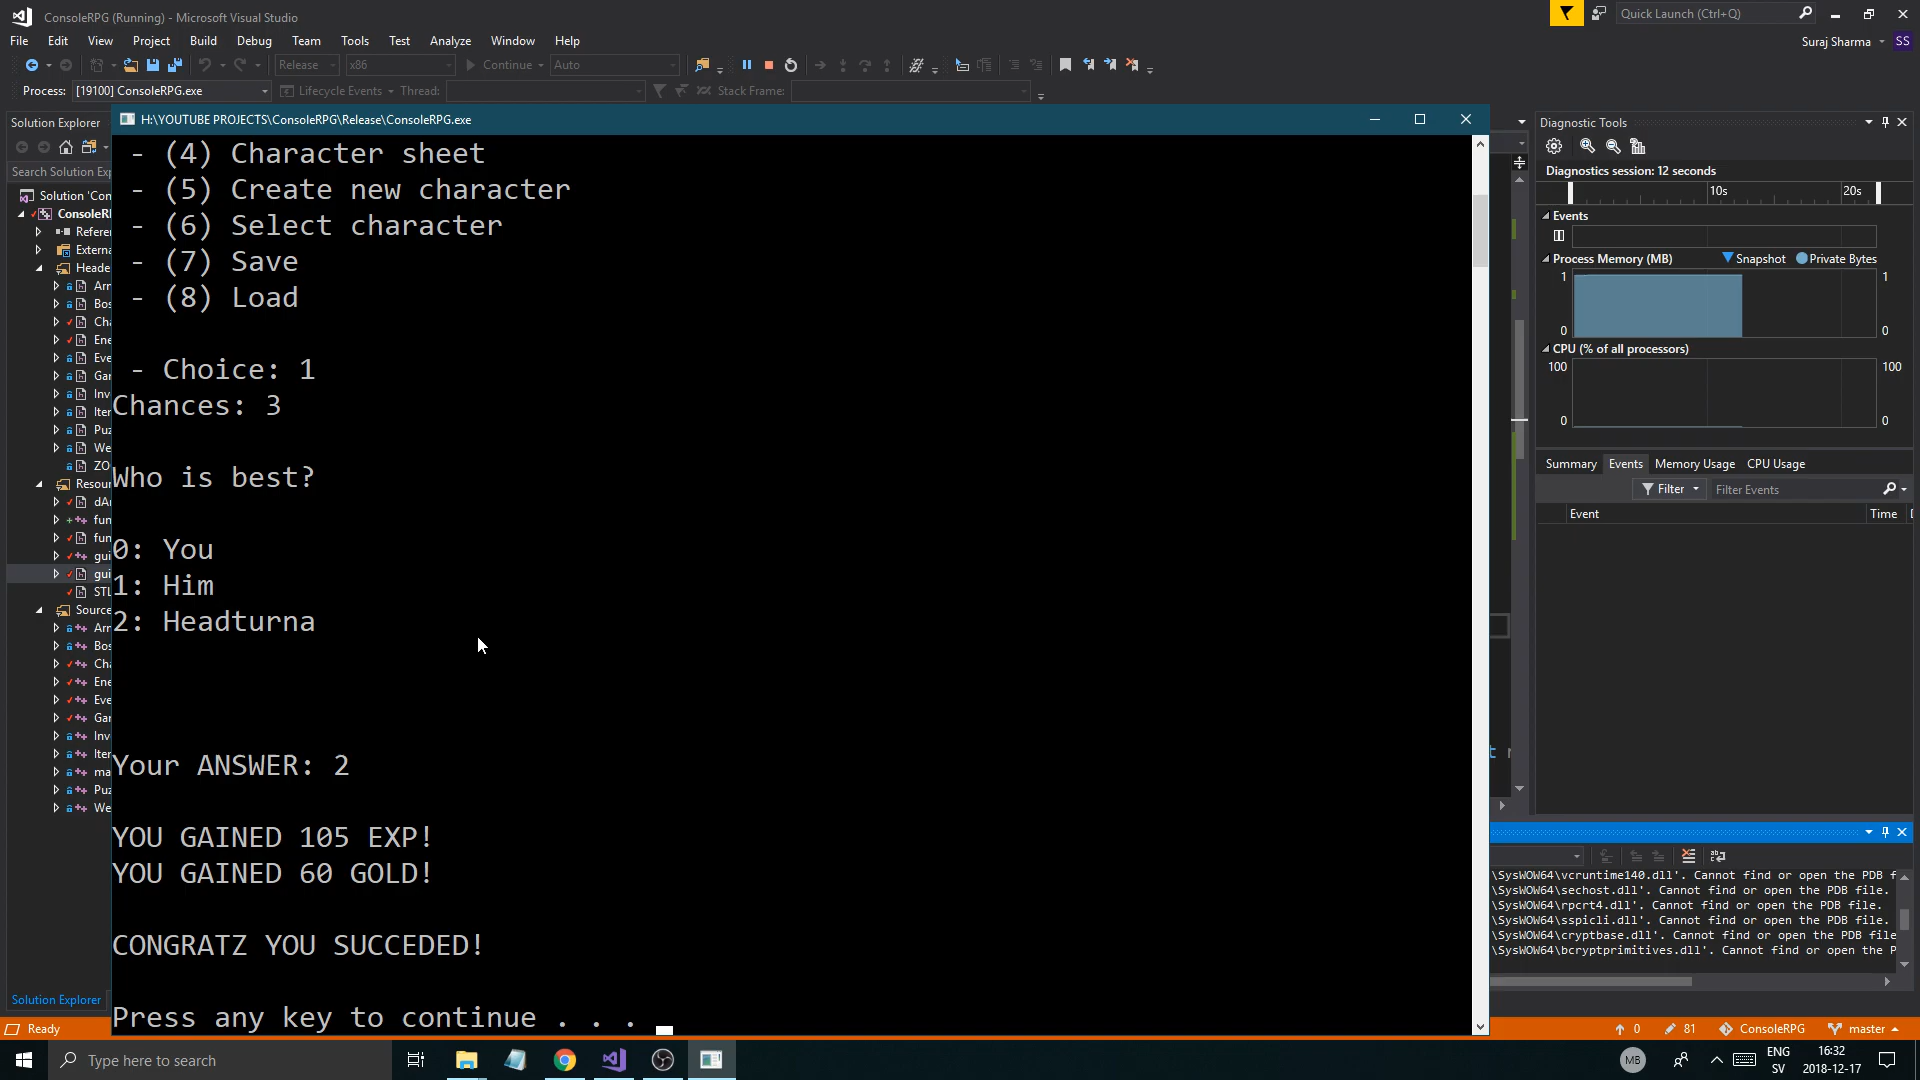 ConsoleRPG (Running) - Microsoft Visual Studio
Quick Launch (Ctrl+Q)
File Edit View Project Build Debug Team Tools Test Analyze Window Help
Suraj Sharma SS
Release x86 Continue Auto
Process: [19100] ConsoleRPG.exe Lifecycle Events Thread: Stack Frame:
Solution Explorer
Search Solution Exp
Solution 'Con
ConsoleR
Referen
Externa
Heade
Arn
Bos
Cha
Ene
Eve
Gar
Inv
Iter
Puz
We
ZO
Resour
dAr
fun
fun
gui
gui
STL
Source
Arn
Bos
Cha
Ene
Eve
Gar
Inv
Iter
ma
Puz
We
Solution Explorer
H:\YOUTUBE PROJECTS\ConsoleRPG\Release\ConsoleRPG.exe
- (4) Character sheet
- (5) Create new character
- (6) Select character
- (7) Save
- (8) Load
- Choice: 1
Chances: 3
Who is best?
0: You
1: Him
2: Headturna
Your ANSWER: 2
YOU GAINED 105 EXP!
YOU GAINED 60 GOLD!
CONGRATZ YOU SUCCEDED!
Press any key to continue . . .
Diagnostic Tools
Diagnostics session: 12 seconds
10s 20s
Events
Process Memory (MB) Snapshot Private Bytes
1 1
0 0
CPU (% of all processors)
100 100
0 0
Summary Events Memory Usage CPU Usage
Filter Filter Events
Event Time
\SysWOW64\vcruntime140.dll'. Cannot find or open the PDB f
\SysWOW64\sechost.dll'. Cannot find or open the PDB file.
\SysWOW64\rpcrt4.dll'. Cannot find or open the PDB file.
\SysWOW64\sspicli.dll'. Cannot find or open the PDB file.
\SysWOW64\cryptbase.dll'. Cannot find or open the PDB file
\SysWOW64\bcryptprimitives.dll'. Cannot find or open the P
Ready
0 81 ConsoleRPG master
Type here to search
MB
ENG
SV
16:32
2018-12-17